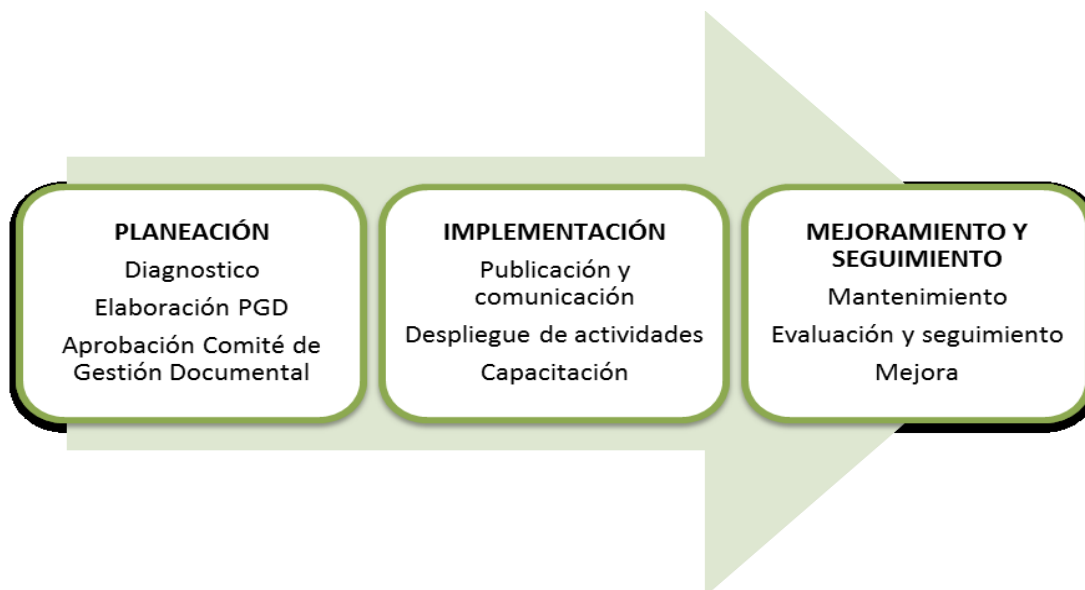 PLANEACIÓN
Diagnostico
Elaboración PGD
Aprobación Comité de
Gestión Documental
IMPLEMENTACIÓN
Publicación y
comunicación
Despliegue de actividades
Capacitación
MEJORAMIENTO Y
SEGUIMIENTO
Mantenimiento
Evaluación y seguimiento
Mejora